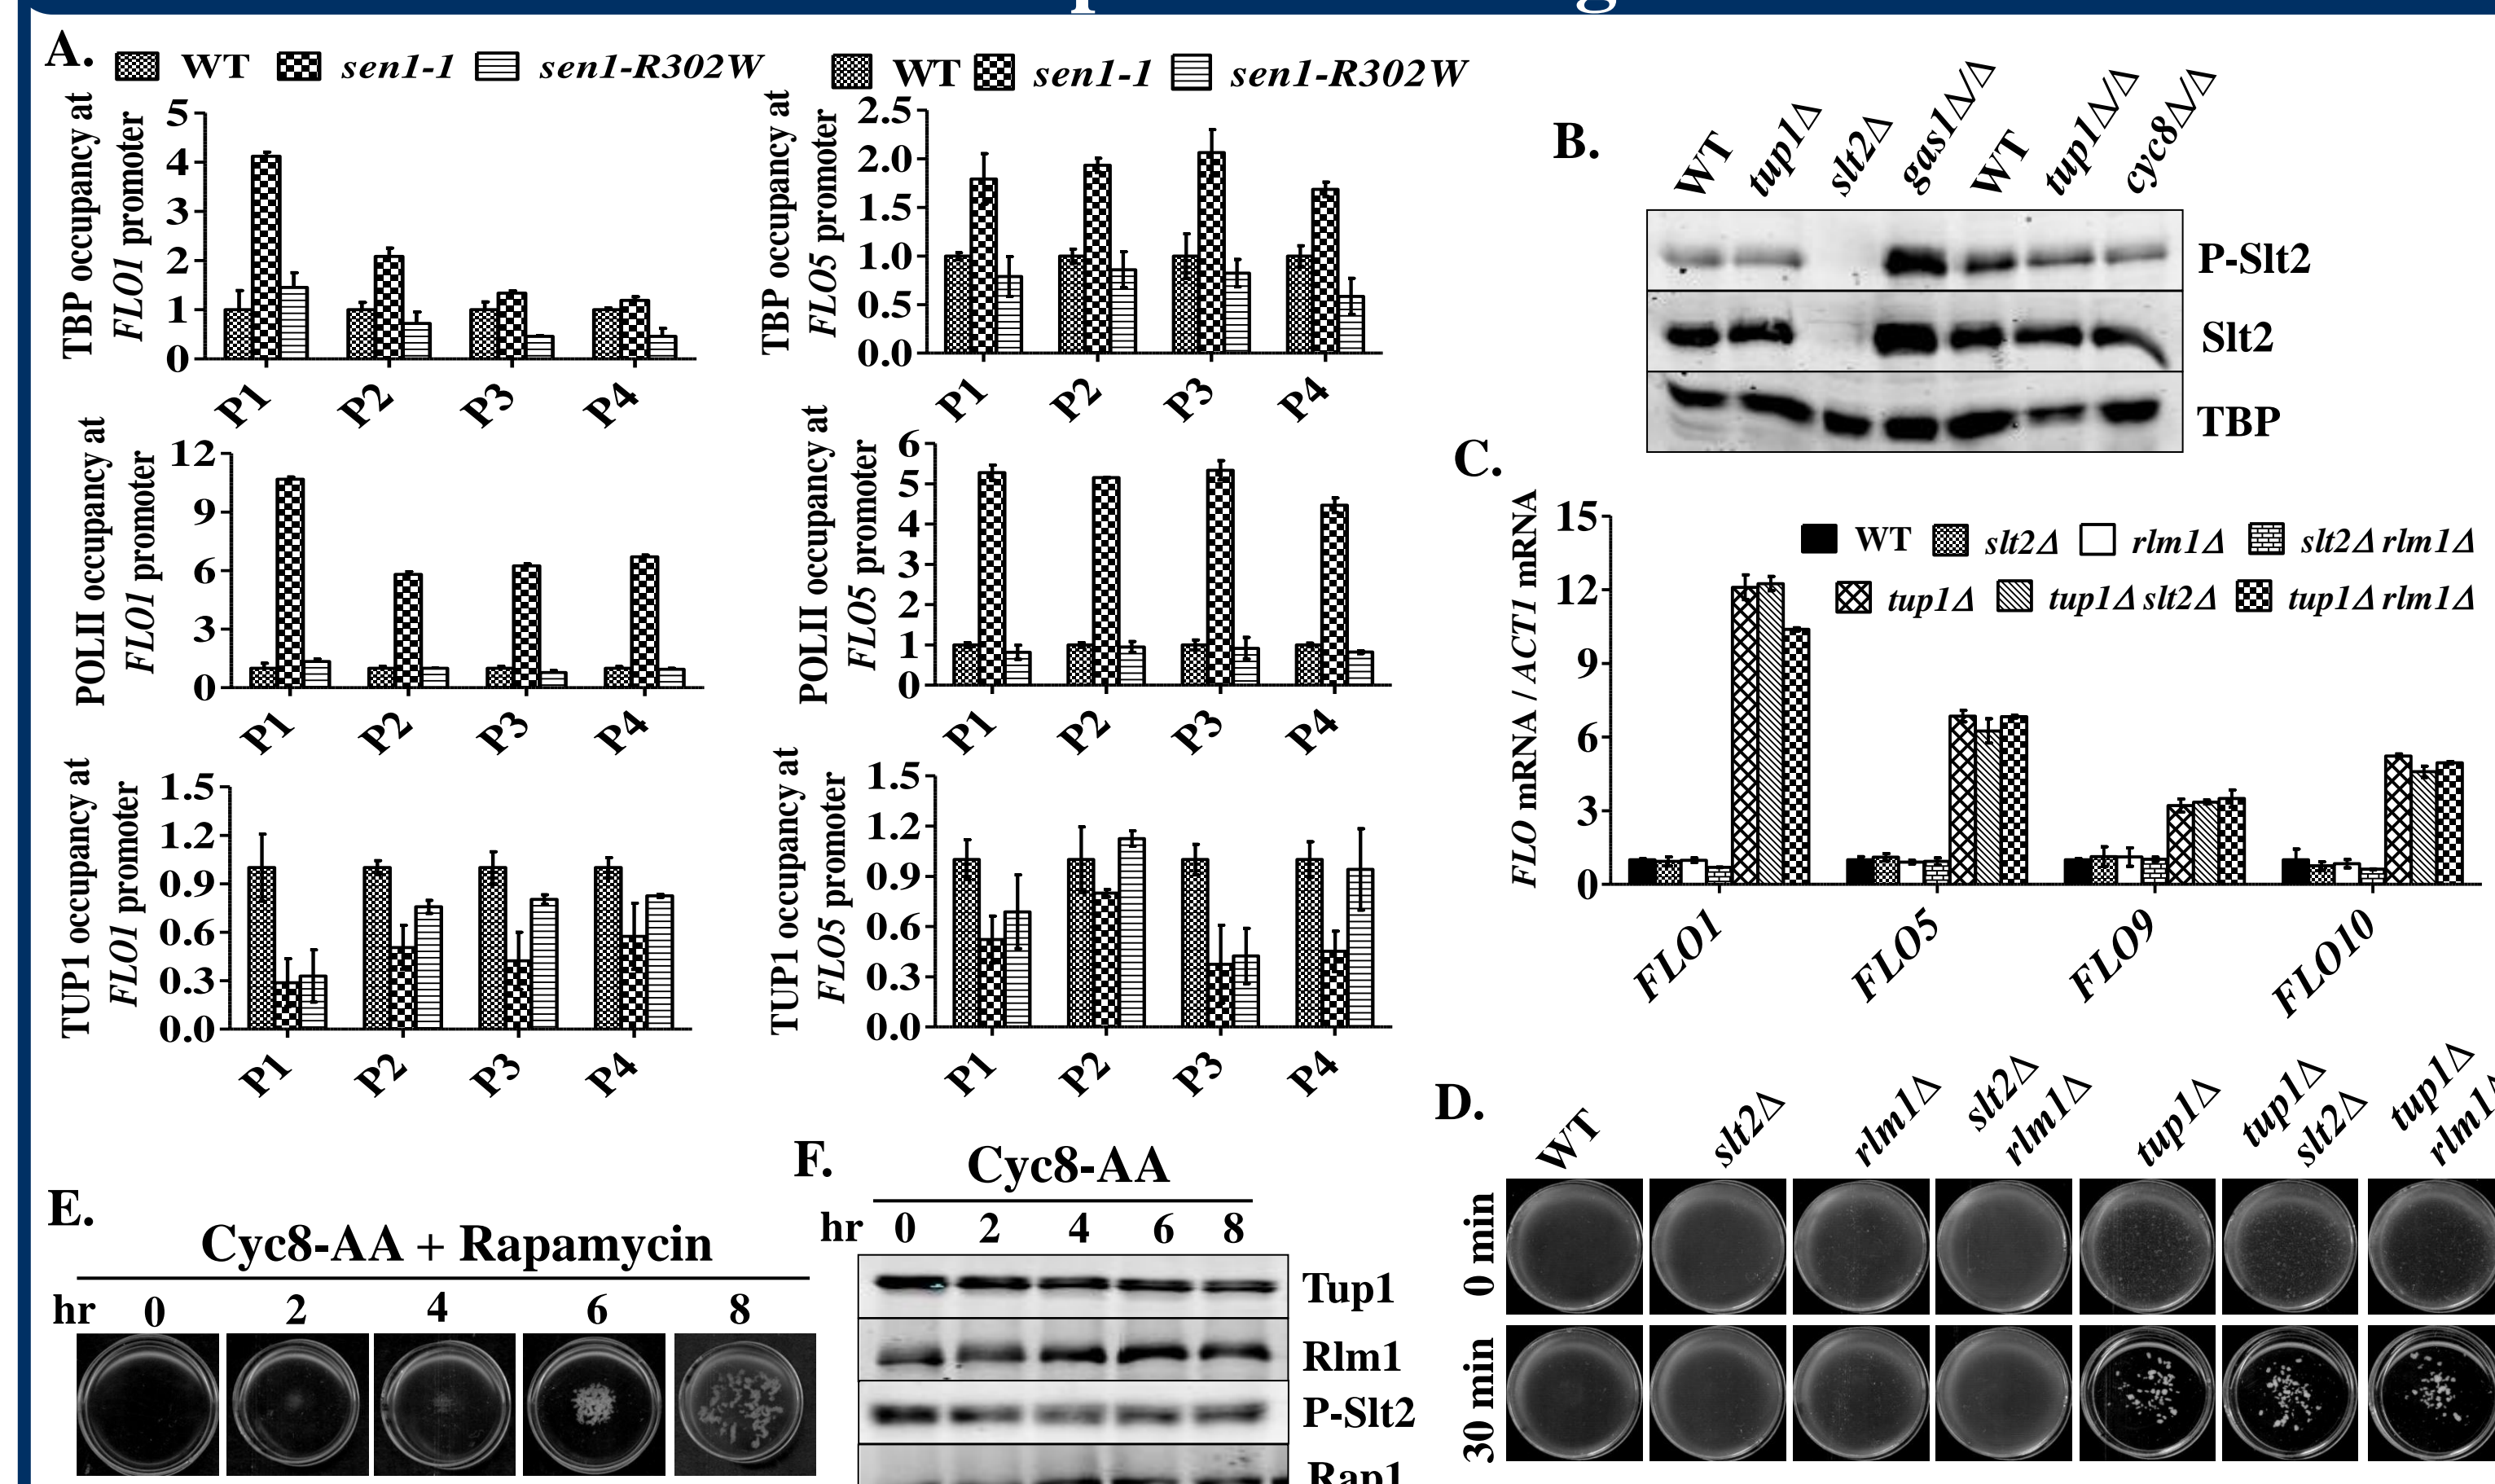 A.
WT sen1-1 sen1-R302W
WT sen1-1 sen1-R302W
TBP occupancy at
FLO1 promoter
5
4
3
2
1
0
P1 P2 P3 P4
TBP occupancy at
FLO5 promoter
2.5
2.0
1.5
1.0
0.5
0.0
P1 P2 P3 P4
POLII occupancy at
FLO1 promoter
12
9
6
3
0
P1 P2 P3 P4
POLII occupancy at
FLO5 promoter
6
5
4
3
2
1
0
P1 P2 P3 P4
TUP1 occupancy at
FLO1 promoter
1.5
1.2
0.9
0.6
0.3
0.0
P1 P2 P3 P4
TUP1 occupancy at
FLO5 promoter
1.5
1.2
0.9
0.6
0.3
0.0
P1 P2 P3 P4
B.
WT tup1Δ slt2Δ gas1Δ/Δ WT tup1Δ/Δ cyc8Δ/Δ
P-Slt2
Slt2
TBP
C.
FLO mRNA / ACT1 mRNA
15
12
9
6
3
0
WT slt2Δ rlm1Δ slt2Δ rlm1Δ
tup1Δ tup1Δ slt2Δ tup1Δ rlm1Δ
FLO1 FLO5 FLO9 FLO10
D.
WT slt2Δ rlm1Δ slt2Δ rlm1Δ tup1Δ tup1Δ slt2Δ tup1Δ rlm1Δ
0 min
30 min
E.
Cyc8-AA + Rapamycin
hr 0 2 4 6 8
F.
Cyc8-AA
hr 0 2 4 6 8
Tup1
Rlm1
P-Slt2
Rap1